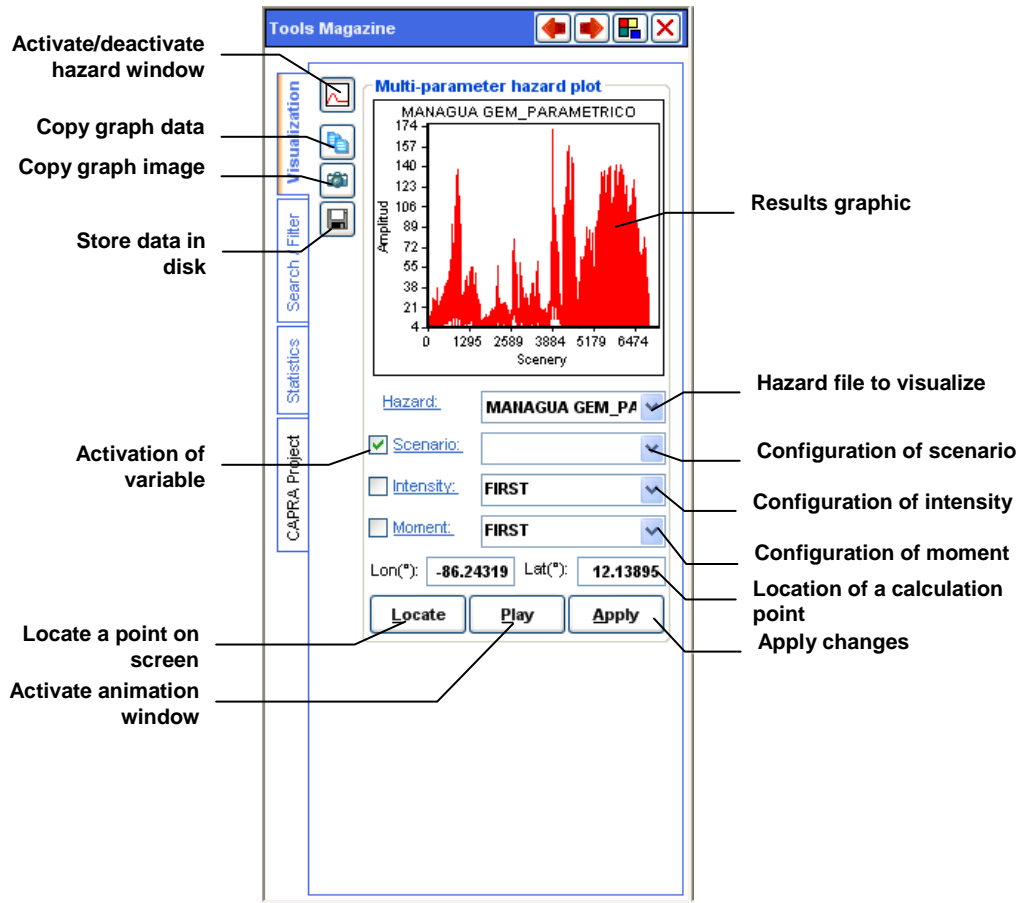 Tools Magazine
Activate/deactivate
hazard window
Copy graph data
Copy graph image
Store data in
disk
Activation of
variable
Locate a point on
screen
Activate animation
window
Visualization
Search / Filter
Statistics
CAPRA Project
Multi-parameter hazard plot
MANAGUA GEM_PARAMETRICO
174
157
140
123
106
89
72
55
38
21
4
Amplitud
0 1295 2589 3884 5179 6474
Scenery
Hazard: MANAGUA GEM_PA
Scenario:
Intensity: FIRST
Moment: FIRST
Lon(°): -86.24319 Lat(°): 12.13895
Locate Play Apply
Results graphic
Hazard file to visualize
Configuration of scenario
Configuration of intensity
Configuration of moment
Location of a calculation
point
Apply changes